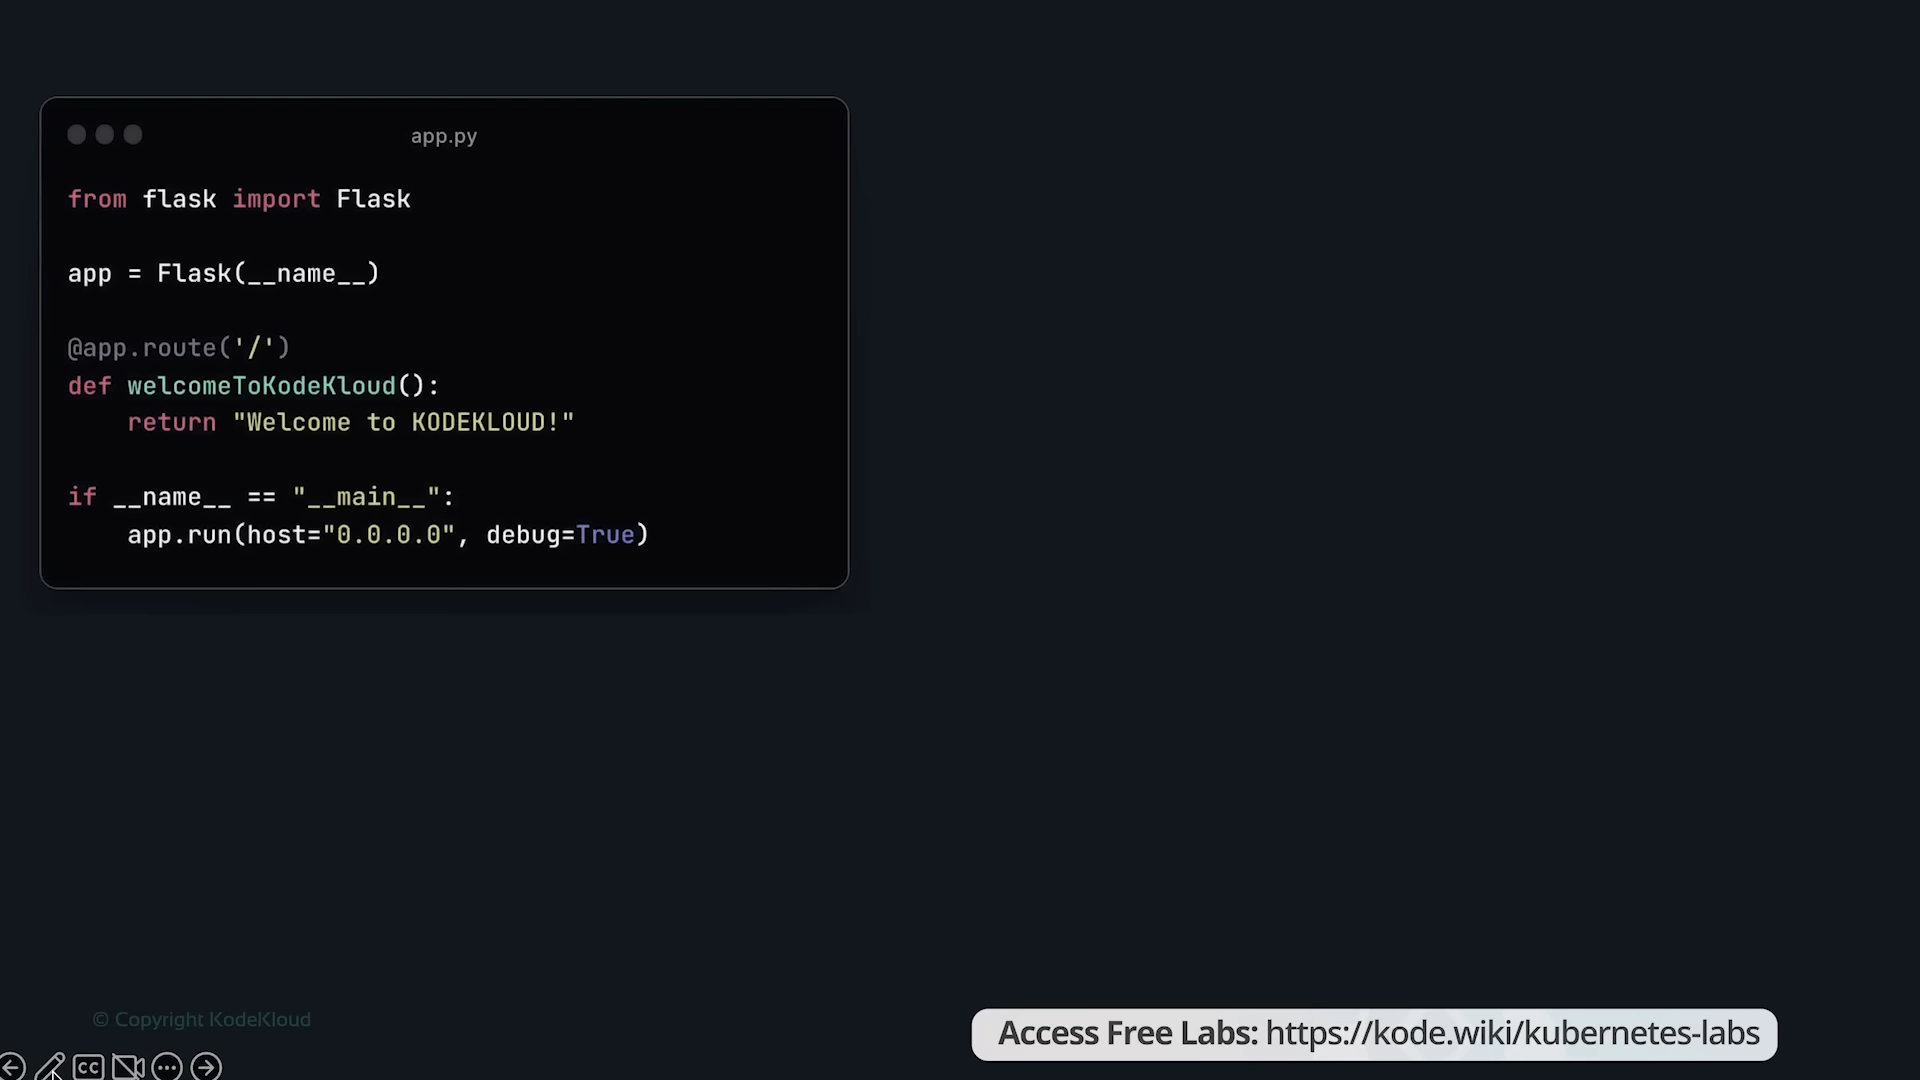 app.py
from flask import Flask
app = Flask(__name__)
@app.route('/')
def welcomeToKodeKloud():
    return "Welcome to KODEKLOUD!"
if __name__ == "__main__":
    app.run(host="0.0.0.0", debug=True)
© Copyright KodeKloud
Access Free Labs: https://kode.wiki/kubernetes-labs
CC